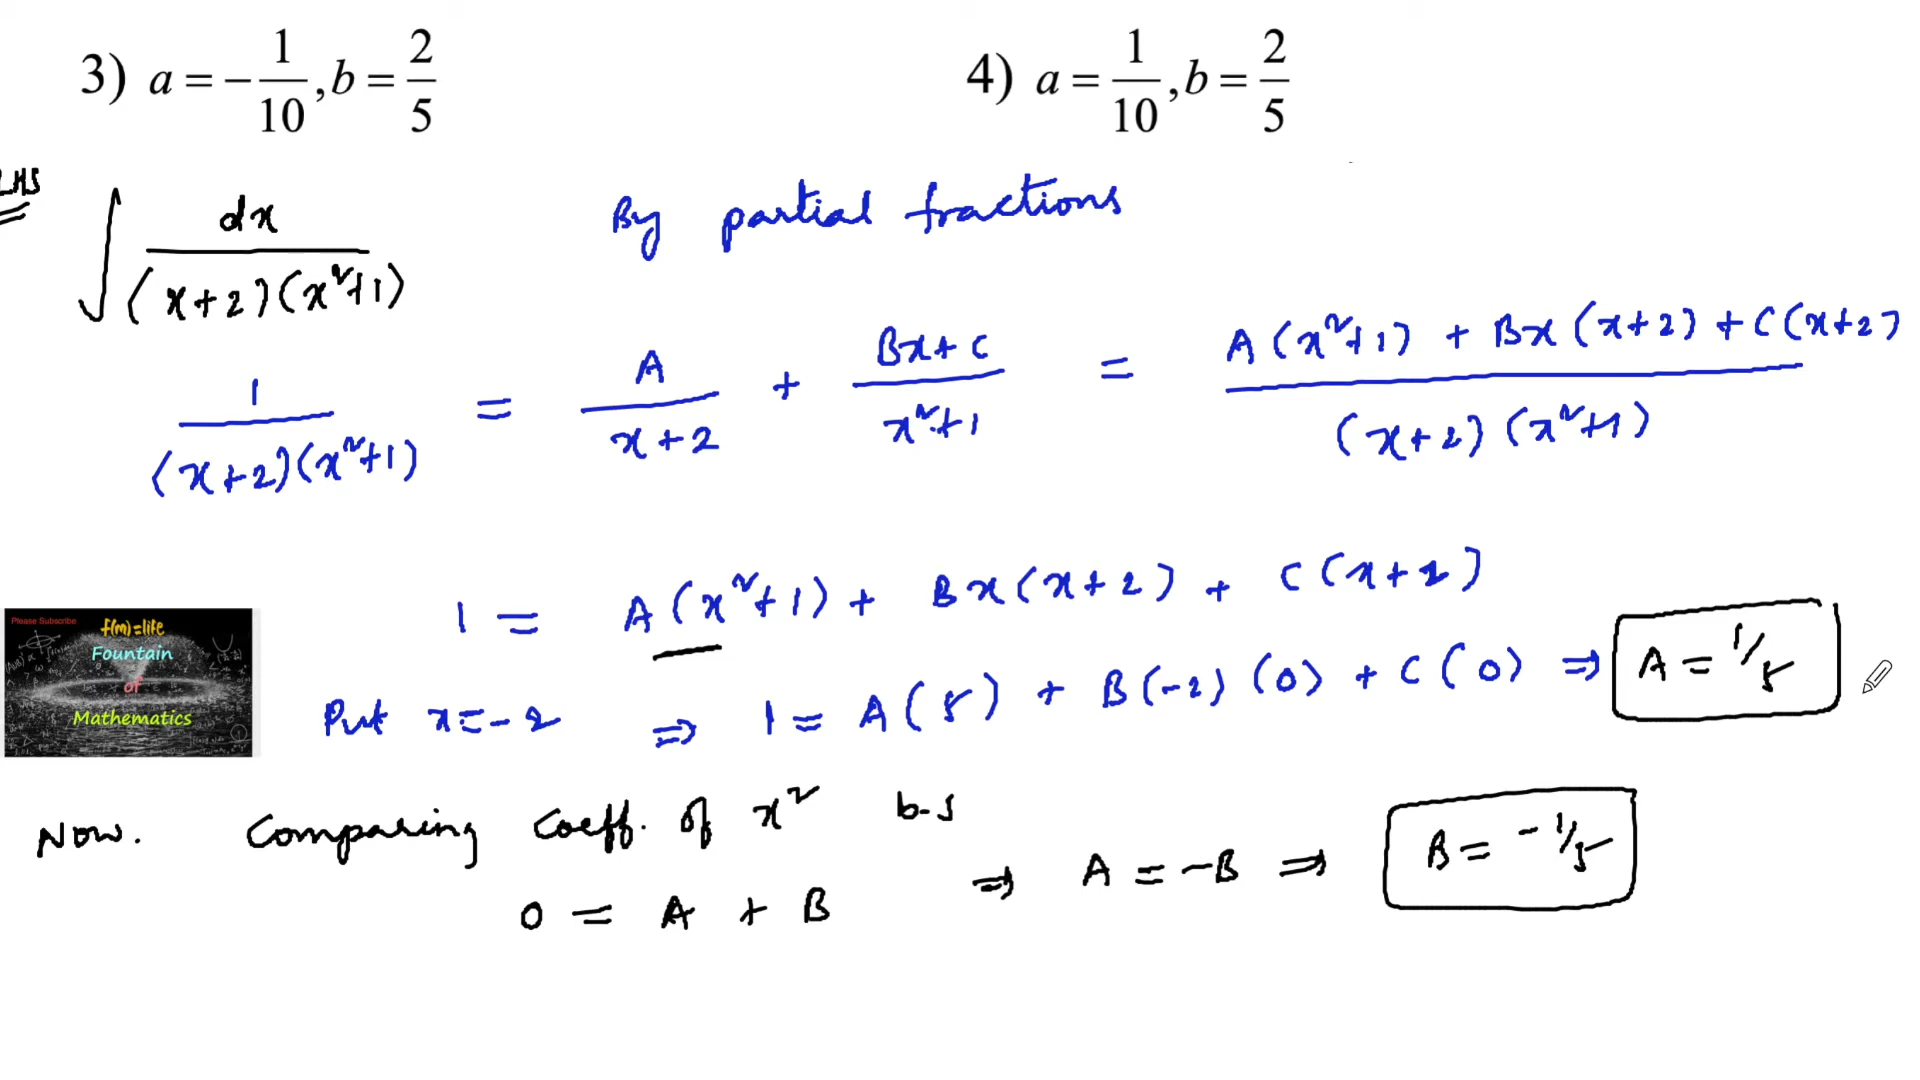 3) a = −1/10, b = 2/5
4) a = 1/10, b = 2/5
LHS
∫ dx / (x+2)(x²+1)
By partial fractions
1 / (x+2)(x²+1) = A / x+2 + Bx+C / x²+1 = A(x²+1) + Bx(x+2) + C(x+2) / (x+2)(x²+1)
1 = A(x²+1) + Bx(x+2) + C(x+2)
Put x=-2 ⇒ 1 = A(5) + B(-2)(0) + C(0) ⇒ A = 1/5
Please Subscribe
f(m)=life
Fountain
of
Mathematics
Now. Comparing Coeff. of x² b-s
0 = A + B ⇒ A = -B ⇒ B = -1/5